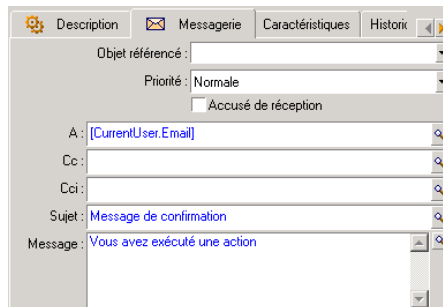 Description Messagerie Caractéristiques Historic
Objet référencé :
Priorité : Normale
Accusé de réception
A : [CurrentUser.Email]
Cc :
Cci :
Sujet : Message de confirmation
Message : Vous avez exécuté une action